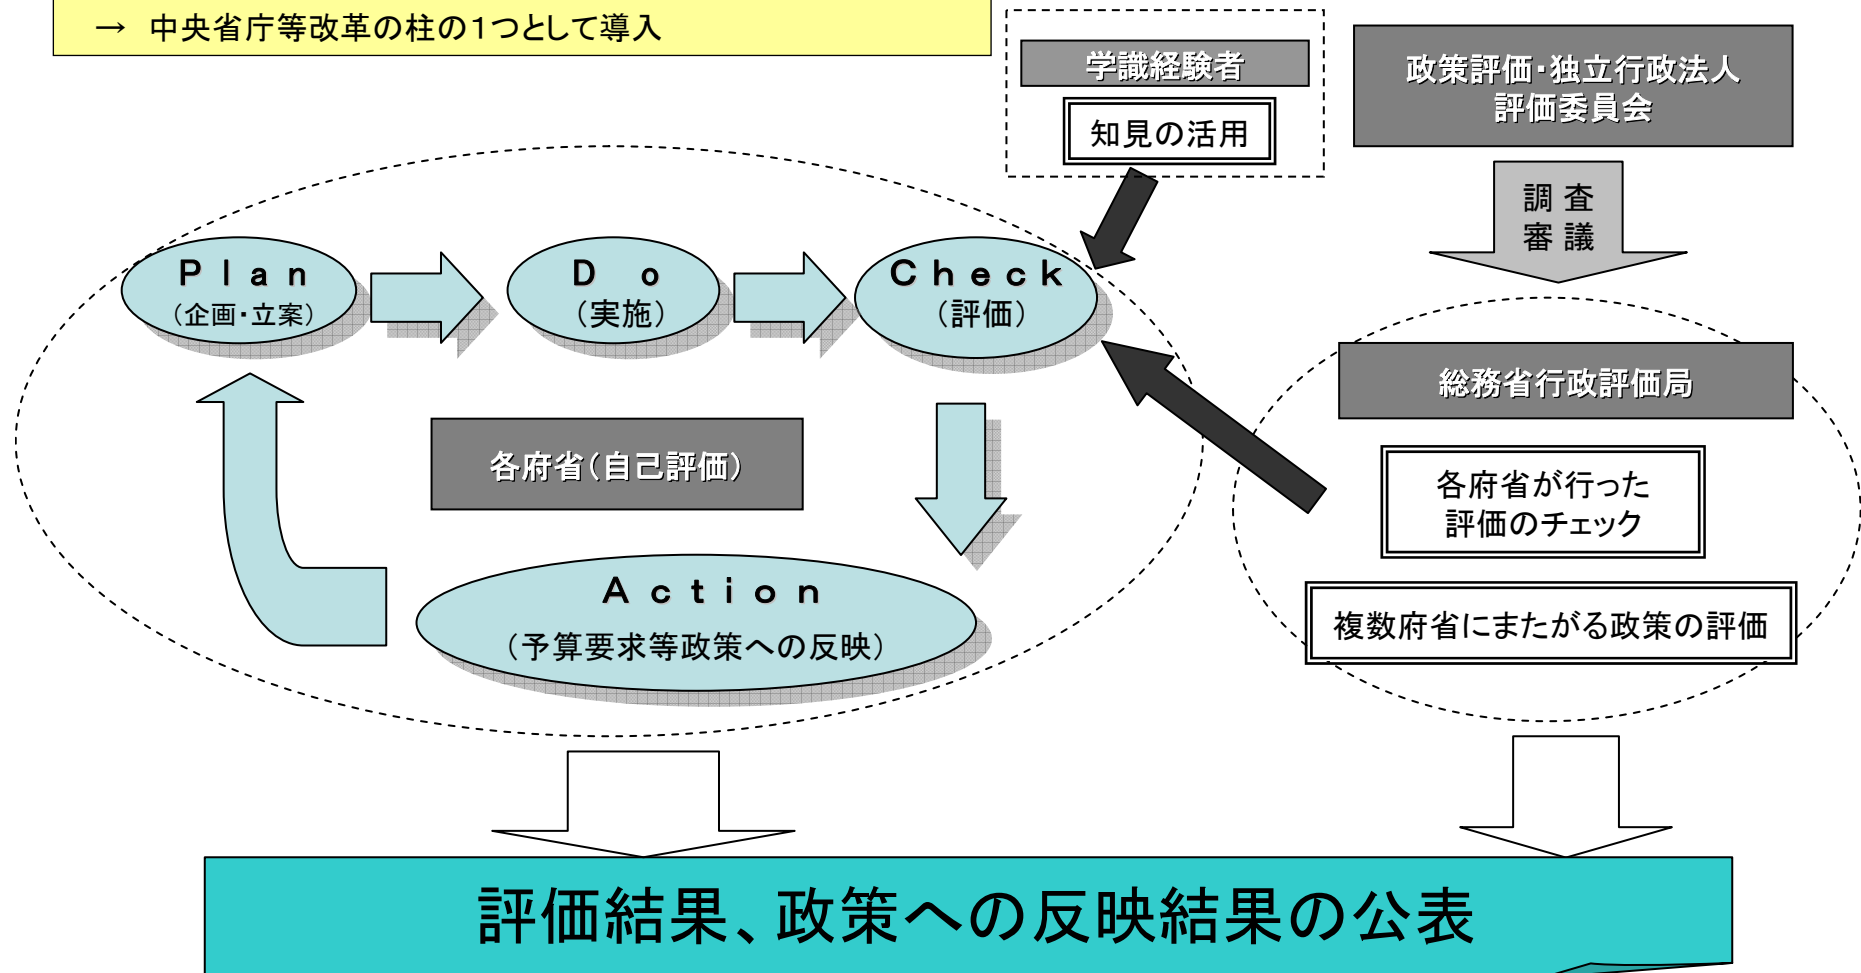 → 中央省庁等改革の柱の1つとして導入
学識経験者
知見の活用
政策評価・独立行政法人
評価委員会
調 査
審 議
Plan
（企画・立案）
Do
（実施）
Check
（評価）
総務省行政評価局
各府省（自己評価）
各府省が行った
評価のチェック
Action
（予算要求等政策への反映）
複数府省にまたがる政策の評価
評価結果、政策への反映結果の公表